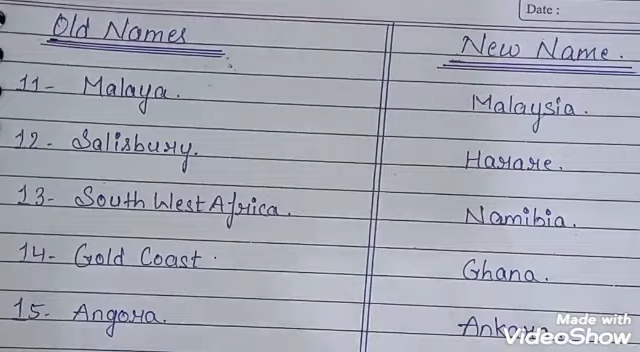 Date :
Old Names New Name.
11- Malaya. Malaysia.
12- Salisbury. Harare.
13- South West Africa. Namibia.
14- Gold Coast. Ghana.
15- Angora. Ankara
Made with
VideoShow